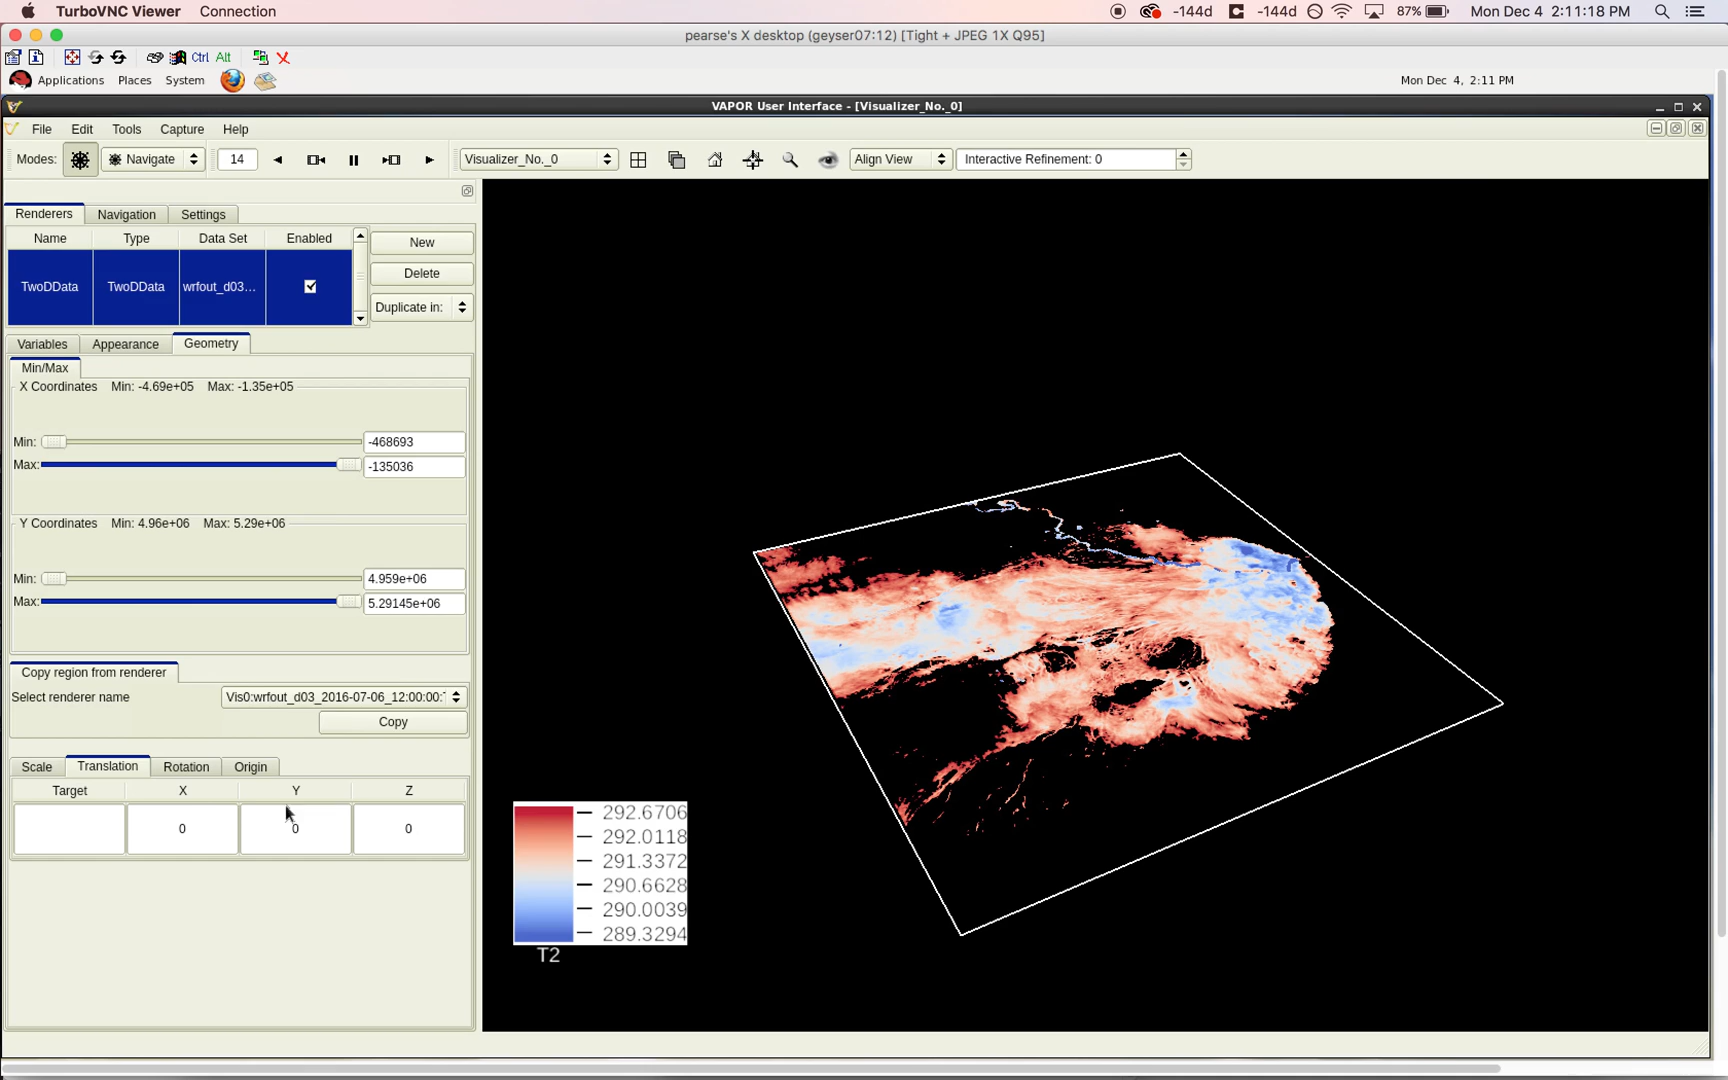 TurboVNC Viewer Connection -144d -144d 87% Mon Dec 4 2:11:18 PM
pearse's X desktop (geyser07:12) [Tight + JPEG 1X Q95]
Ctrl Alt
Applications Places System Mon Dec 4, 2:11 PM
VAPOR User Interface - [Visualizer_No._0]
File Edit Tools Capture Help
Modes: Navigate 14 Visualizer_No._0 Align View Interactive Refinement: 0
Renderers Navigation Settings
Name Type Data Set Enabled New
TwoDData TwoDData wrfout_d03... Delete
Duplicate in:
Variables Appearance Geometry
Min/Max
X Coordinates Min: -4.69e+05 Max: -1.35e+05
Min: -468693
Max: -135036
Y Coordinates Min: 4.96e+06 Max: 5.29e+06
Min: 4.959e+06
Max: 5.29145e+06
Copy region from renderer
Select renderer name Vis0:wrfout_d03_2016-07-06_12:00:00:
Copy
Scale Translation Rotation Origin
Target X Y Z
0 0 0
292.6706
292.0118
291.3372
290.6628
290.0039
289.3294
T2